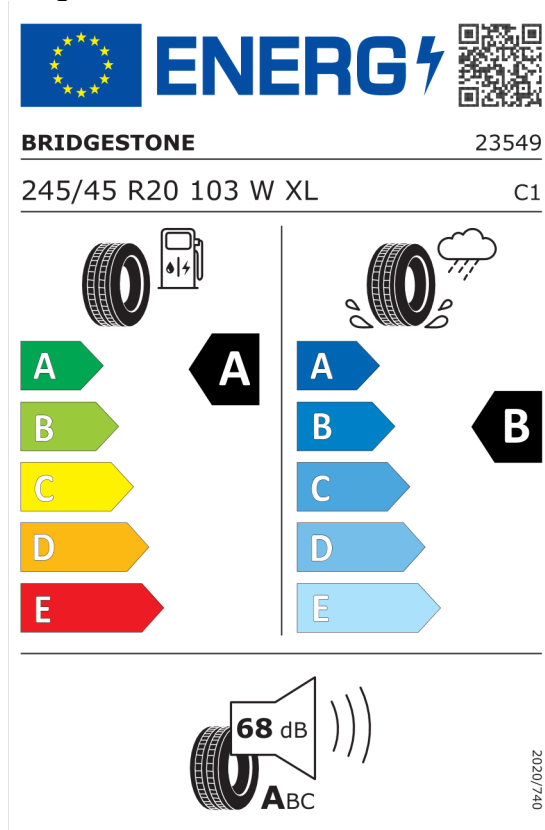 ENERG
BRIDGESTONE 23549
245/45 R20 103 W XL C1
A A A
B B B
C C
D D
E E
68 dB
ABC
2020/740